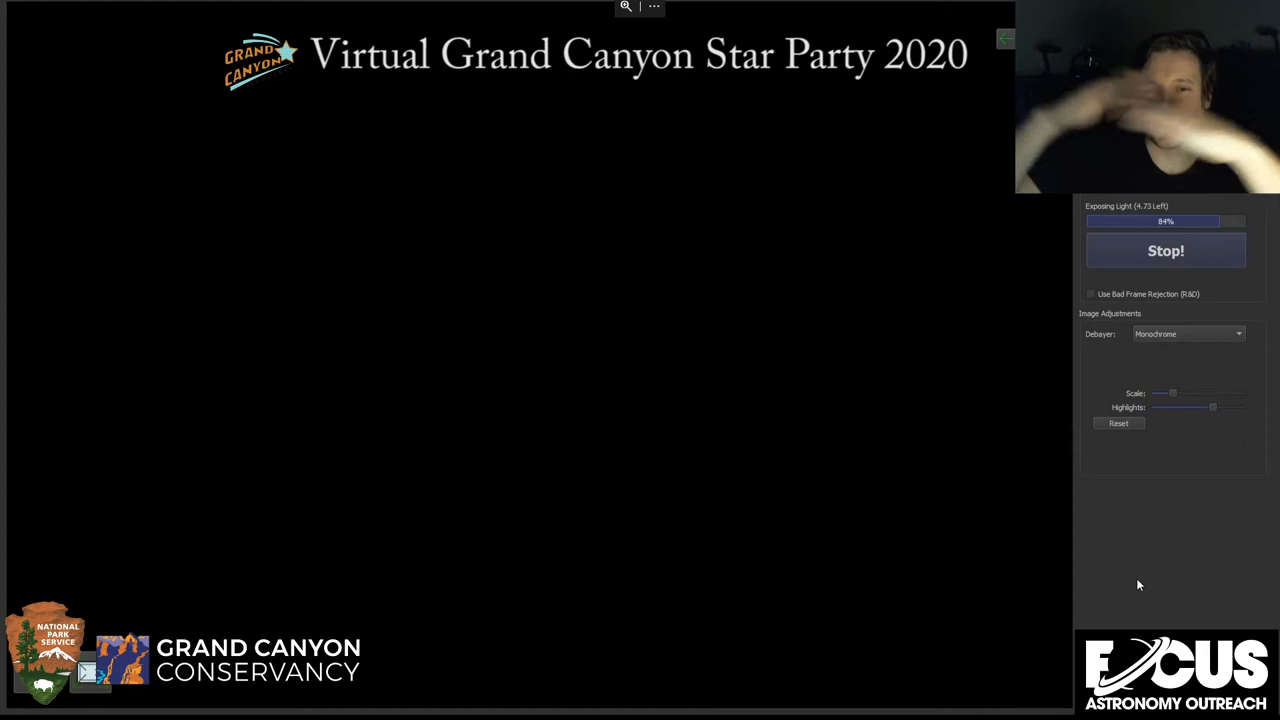 GRAND
CANYON
Virtual Grand Canyon Star Party 2020
Exposing Light (4.73 Left)
84%
Stop!
Use Bad Frame Rejection (R&D)
Image Adjustments
Debayer: Monochrome
Scale:
Highlights:
Reset
NATIONAL
PARK
SERVICE
GRAND CANYON
CONSERVANCY
FOCUS
ASTRONOMY OUTREACH